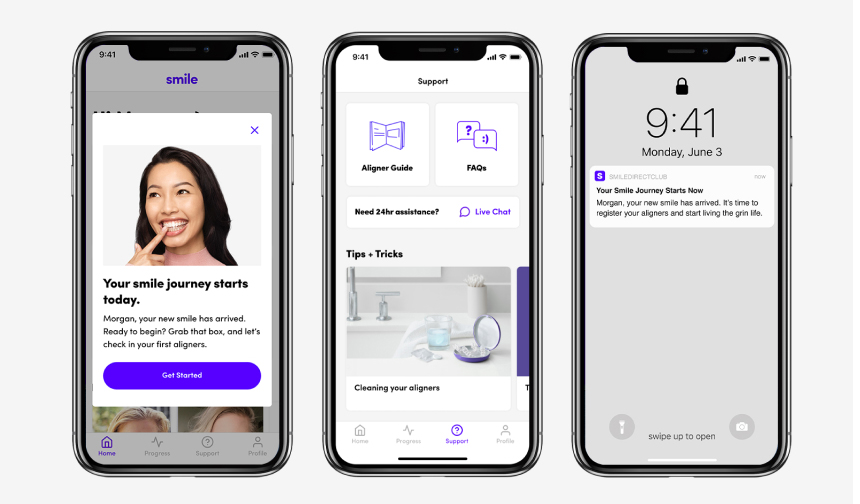 9:41
smile
Your smile journey starts
today.
Morgan, your new smile has arrived.
Ready to begin? Grab that box, and let's
check in your first aligners.
Get Started
Home
Progress
Support
Profile
9:41
Support
Aligner Guide
?
:)
FAQs
Need 24hr assistance?
Live Chat
Tips + Tricks
Cleaning your aligners
T
Home
Progress
Support
Profile
9:41
Monday, June 3
S SMILEDIRECTCLUB now
Your Smile Journey Starts Now
Morgan, your new smile has arrived. It's time to
register your aligners and start living the grin life.
swipe up to open